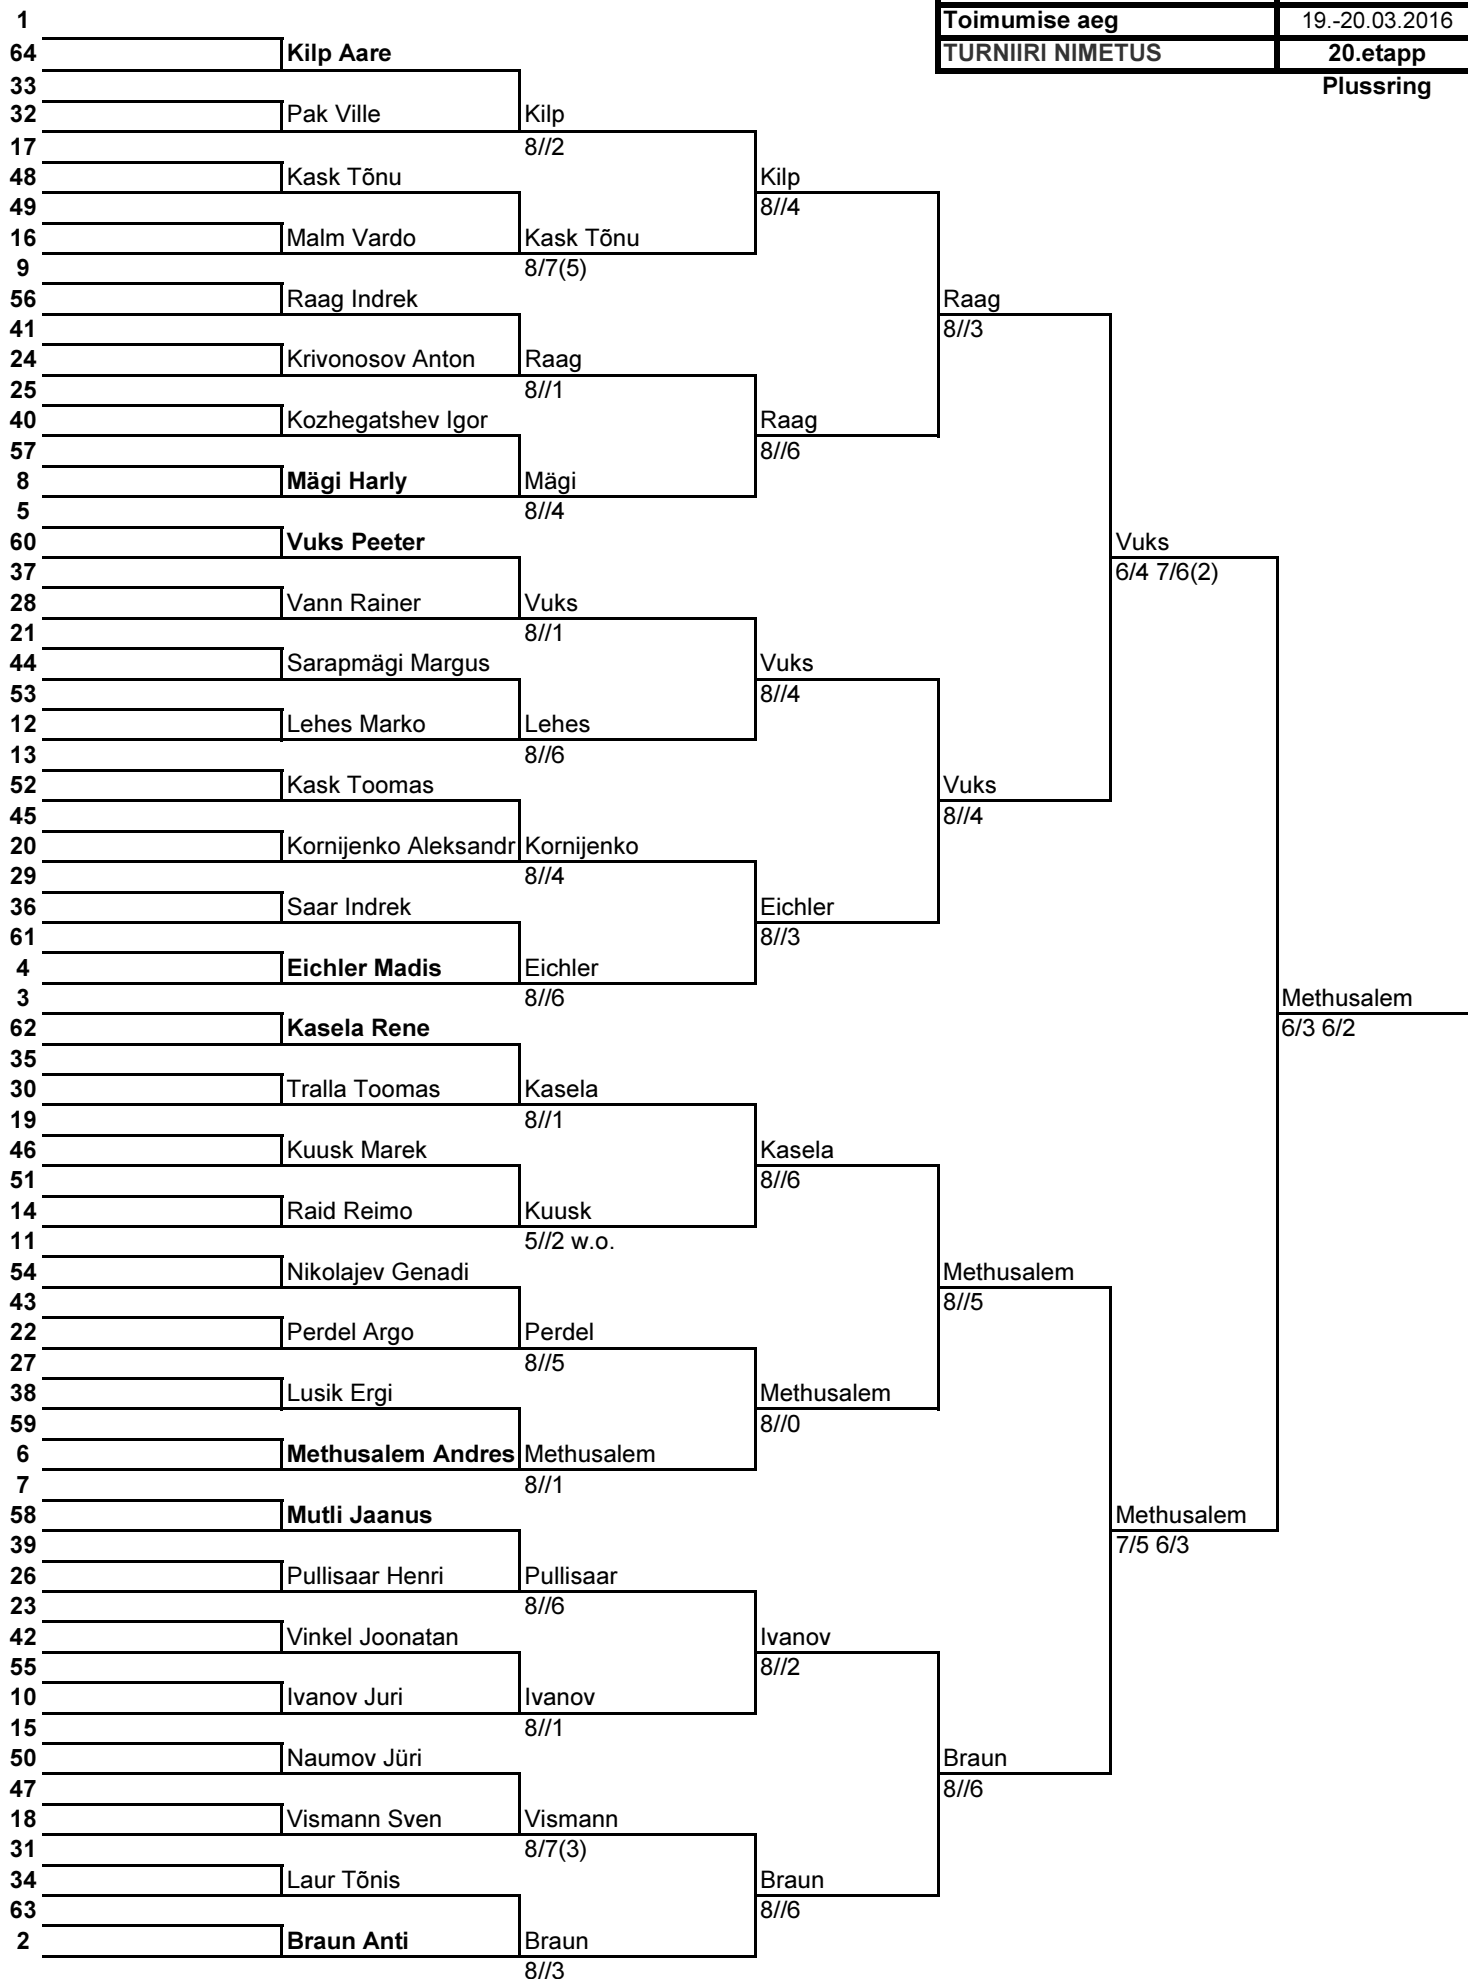 1
Toimumise aeg 19.-20.03.2016
64 Kilp Aare TURNIIRI NIMETUS 20.etapp
33 Plussring
32 Pak Ville Kilp
17 8//2
48 Kask Tõnu Kilp
49 8//4
16 Malm Vardo Kask Tõnu
9 8/7(5)
56 Raag Indrek Raag
41 8//3
24 Krivonosov Anton Raag
25 8//1
40 Kozhegatshev Igor Raag
57 8//6
8 Mägi Harly Mägi
5 8//4
60 Vuks Peeter Vuks
37 6/4 7/6(2)
28 Vann Rainer Vuks
21 8//1
44 Sarapmägi Margus Vuks
53 8//4
12 Lehes Marko Lehes
13 8//6
52 Kask Toomas Vuks
45 8//4
20 Kornijenko Aleksandr Kornijenko
29 8//4
36 Saar Indrek Eichler
61 8//3
4 Eichler Madis Eichler
3 8//6 Methusalem
62 Kasela Rene 6/3 6/2
35
30 Tralla Toomas Kasela
19 8//1
46 Kuusk Marek Kasela
51 8//6
14 Raid Reimo Kuusk
11 5//2 w.o.
54 Nikolajev Genadi Methusalem
43 8//5
22 Perdel Argo Perdel
27 8//5
38 Lusik Ergi Methusalem
59 8//0
6 Methusalem Andres Methusalem
7 8//1
58 Mutli Jaanus Methusalem
39 7/5 6/3
26 Pullisaar Henri Pullisaar
23 8//6
42 Vinkel Joonatan Ivanov
55 8//2
10 Ivanov Juri Ivanov
15 8//1
50 Naumov Jüri Braun
47 8//6
18 Vismann Sven Vismann
31 8/7(3)
34 Laur Tõnis Braun
63 8//6
2 Braun Anti Braun
8//3